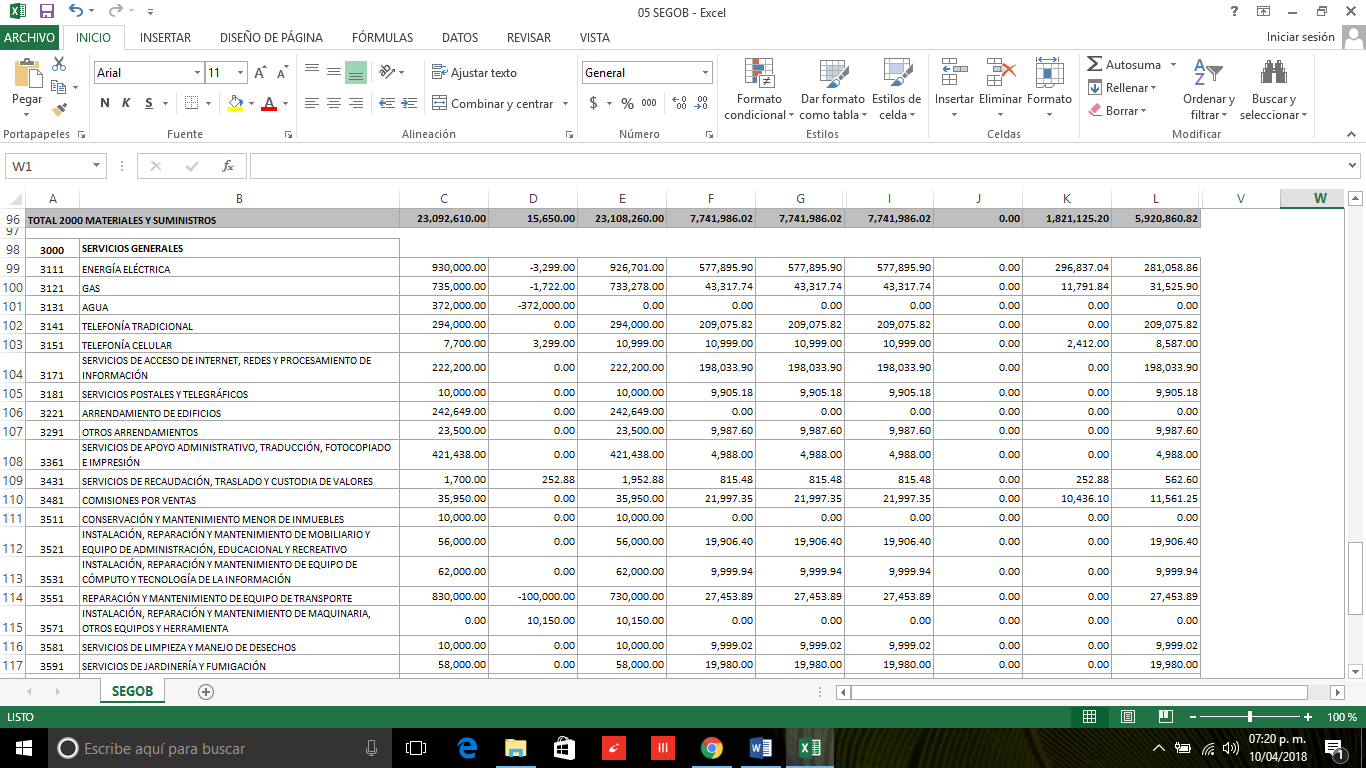 05 SEGOB - Excel
ARCHIVO INICIO INSERTAR DISEÑO DE PÁGINA FÓRMULAS DATOS REVISAR VISTA Iniciar sesión
Pegar
Portapapeles
Arial 11
N K S
Fuente
Ajustar texto
Combinar y centrar
Alineación
General
$ % 000
Número
Formato condicional
Dar formato como tabla
Estilos de celda
Estilos
Insertar Eliminar Formato
Celdas
Autosuma
Rellenar
Borrar
Ordenar y filtrar
Buscar y seleccionar
Modificar
W1 fx
A B C D E F G I J K L V W
96 TOTAL 2000 MATERIALES Y SUMINISTROS 23,092,610.00 15,650.00 23,108,260.00 7,741,986.02 7,741,986.02 7,741,986.02 0.00 1,821,125.20 5,920,860.82
97
98 3000 SERVICIOS GENERALES
99 3111 ENERGÍA ELÉCTRICA 930,000.00 -3,299.00 926,701.00 577,895.90 577,895.90 577,895.90 0.00 296,837.04 281,058.86
100 3121 GAS 735,000.00 -1,722.00 733,278.00 43,317.74 43,317.74 43,317.74 0.00 11,791.84 31,525.90
101 3131 AGUA 372,000.00 -372,000.00 0.00 0.00 0.00 0.00 0.00 0.00 0.00
102 3141 TELEFONÍA TRADICIONAL 294,000.00 0.00 294,000.00 209,075.82 209,075.82 209,075.82 0.00 0.00 209,075.82
103 3151 TELEFONÍA CELULAR 7,700.00 3,299.00 10,999.00 10,999.00 10,999.00 10,999.00 0.00 2,412.00 8,587.00
SERVICIOS DE ACCESO DE INTERNET, REDES Y PROCESAMIENTO DE
104 3171 INFORMACIÓN 222,200.00 0.00 222,200.00 198,033.90 198,033.90 198,033.90 0.00 0.00 198,033.90
105 3181 SERVICIOS POSTALES Y TELEGRÁFICOS 10,000.00 0.00 10,000.00 9,905.18 9,905.18 9,905.18 0.00 0.00 9,905.18
106 3221 ARRENDAMIENTO DE EDIFICIOS 242,649.00 0.00 242,649.00 0.00 0.00 0.00 0.00 0.00 0.00
107 3291 OTROS ARRENDAMIENTOS 23,500.00 0.00 23,500.00 9,987.60 9,987.60 9,987.60 0.00 0.00 9,987.60
SERVICIOS DE APOYO ADMINISTRATIVO, TRADUCCIÓN, FOTOCOPIADO
108 3361 E IMPRESIÓN 421,438.00 0.00 421,438.00 4,988.00 4,988.00 4,988.00 0.00 0.00 4,988.00
109 3431 SERVICIOS DE RECAUDACIÓN, TRASLADO Y CUSTODIA DE VALORES 1,700.00 252.88 1,952.88 815.48 815.48 815.48 0.00 252.88 562.60
110 3481 COMISIONES POR VENTAS 35,950.00 0.00 35,950.00 21,997.35 21,997.35 21,997.35 0.00 10,436.10 11,561.25
111 3511 CONSERVACIÓN Y MANTENIMIENTO MENOR DE INMUEBLES 10,000.00 0.00 10,000.00 0.00 0.00 0.00 0.00 0.00 0.00
INSTALACIÓN, REPARACIÓN Y MANTENIMIENTO DE MOBILIARIO Y
112 3521 EQUIPO DE ADMINISTRACIÓN, EDUCACIONAL Y RECREATIVO 56,000.00 0.00 56,000.00 19,906.40 19,906.40 19,906.40 0.00 0.00 19,906.40
INSTALACIÓN, REPARACIÓN Y MANTENIMIENTO DE EQUIPO DE
113 3531 CÓMPUTO Y TECNOLOGÍA DE LA INFORMACIÓN 62,000.00 0.00 62,000.00 9,999.94 9,999.94 9,999.94 0.00 0.00 9,999.94
114 3551 REPARACIÓN Y MANTENIMIENTO DE EQUIPO DE TRANSPORTE 830,000.00 -100,000.00 730,000.00 27,453.89 27,453.89 27,453.89 0.00 0.00 27,453.89
INSTALACIÓN, REPARACIÓN Y MANTENIMIENTO DE MAQUINARIA,
115 3571 OTROS EQUIPOS Y HERRAMIENTA 0.00 10,150.00 10,150.00 0.00 0.00 0.00 0.00 0.00 0.00
116 3581 SERVICIOS DE LIMPIEZA Y MANEJO DE DESECHOS 10,000.00 0.00 10,000.00 9,999.02 9,999.02 9,999.02 0.00 0.00 9,999.02
117 3591 SERVICIOS DE JARDINERÍA Y FUMIGACIÓN 58,000.00 0.00 58,000.00 19,980.00 19,980.00 19,980.00 0.00 0.00 19,980.00
SEGOB
LISTO 100 %
Escribe aquí para buscar
07:20 p. m.
10/04/2018
1